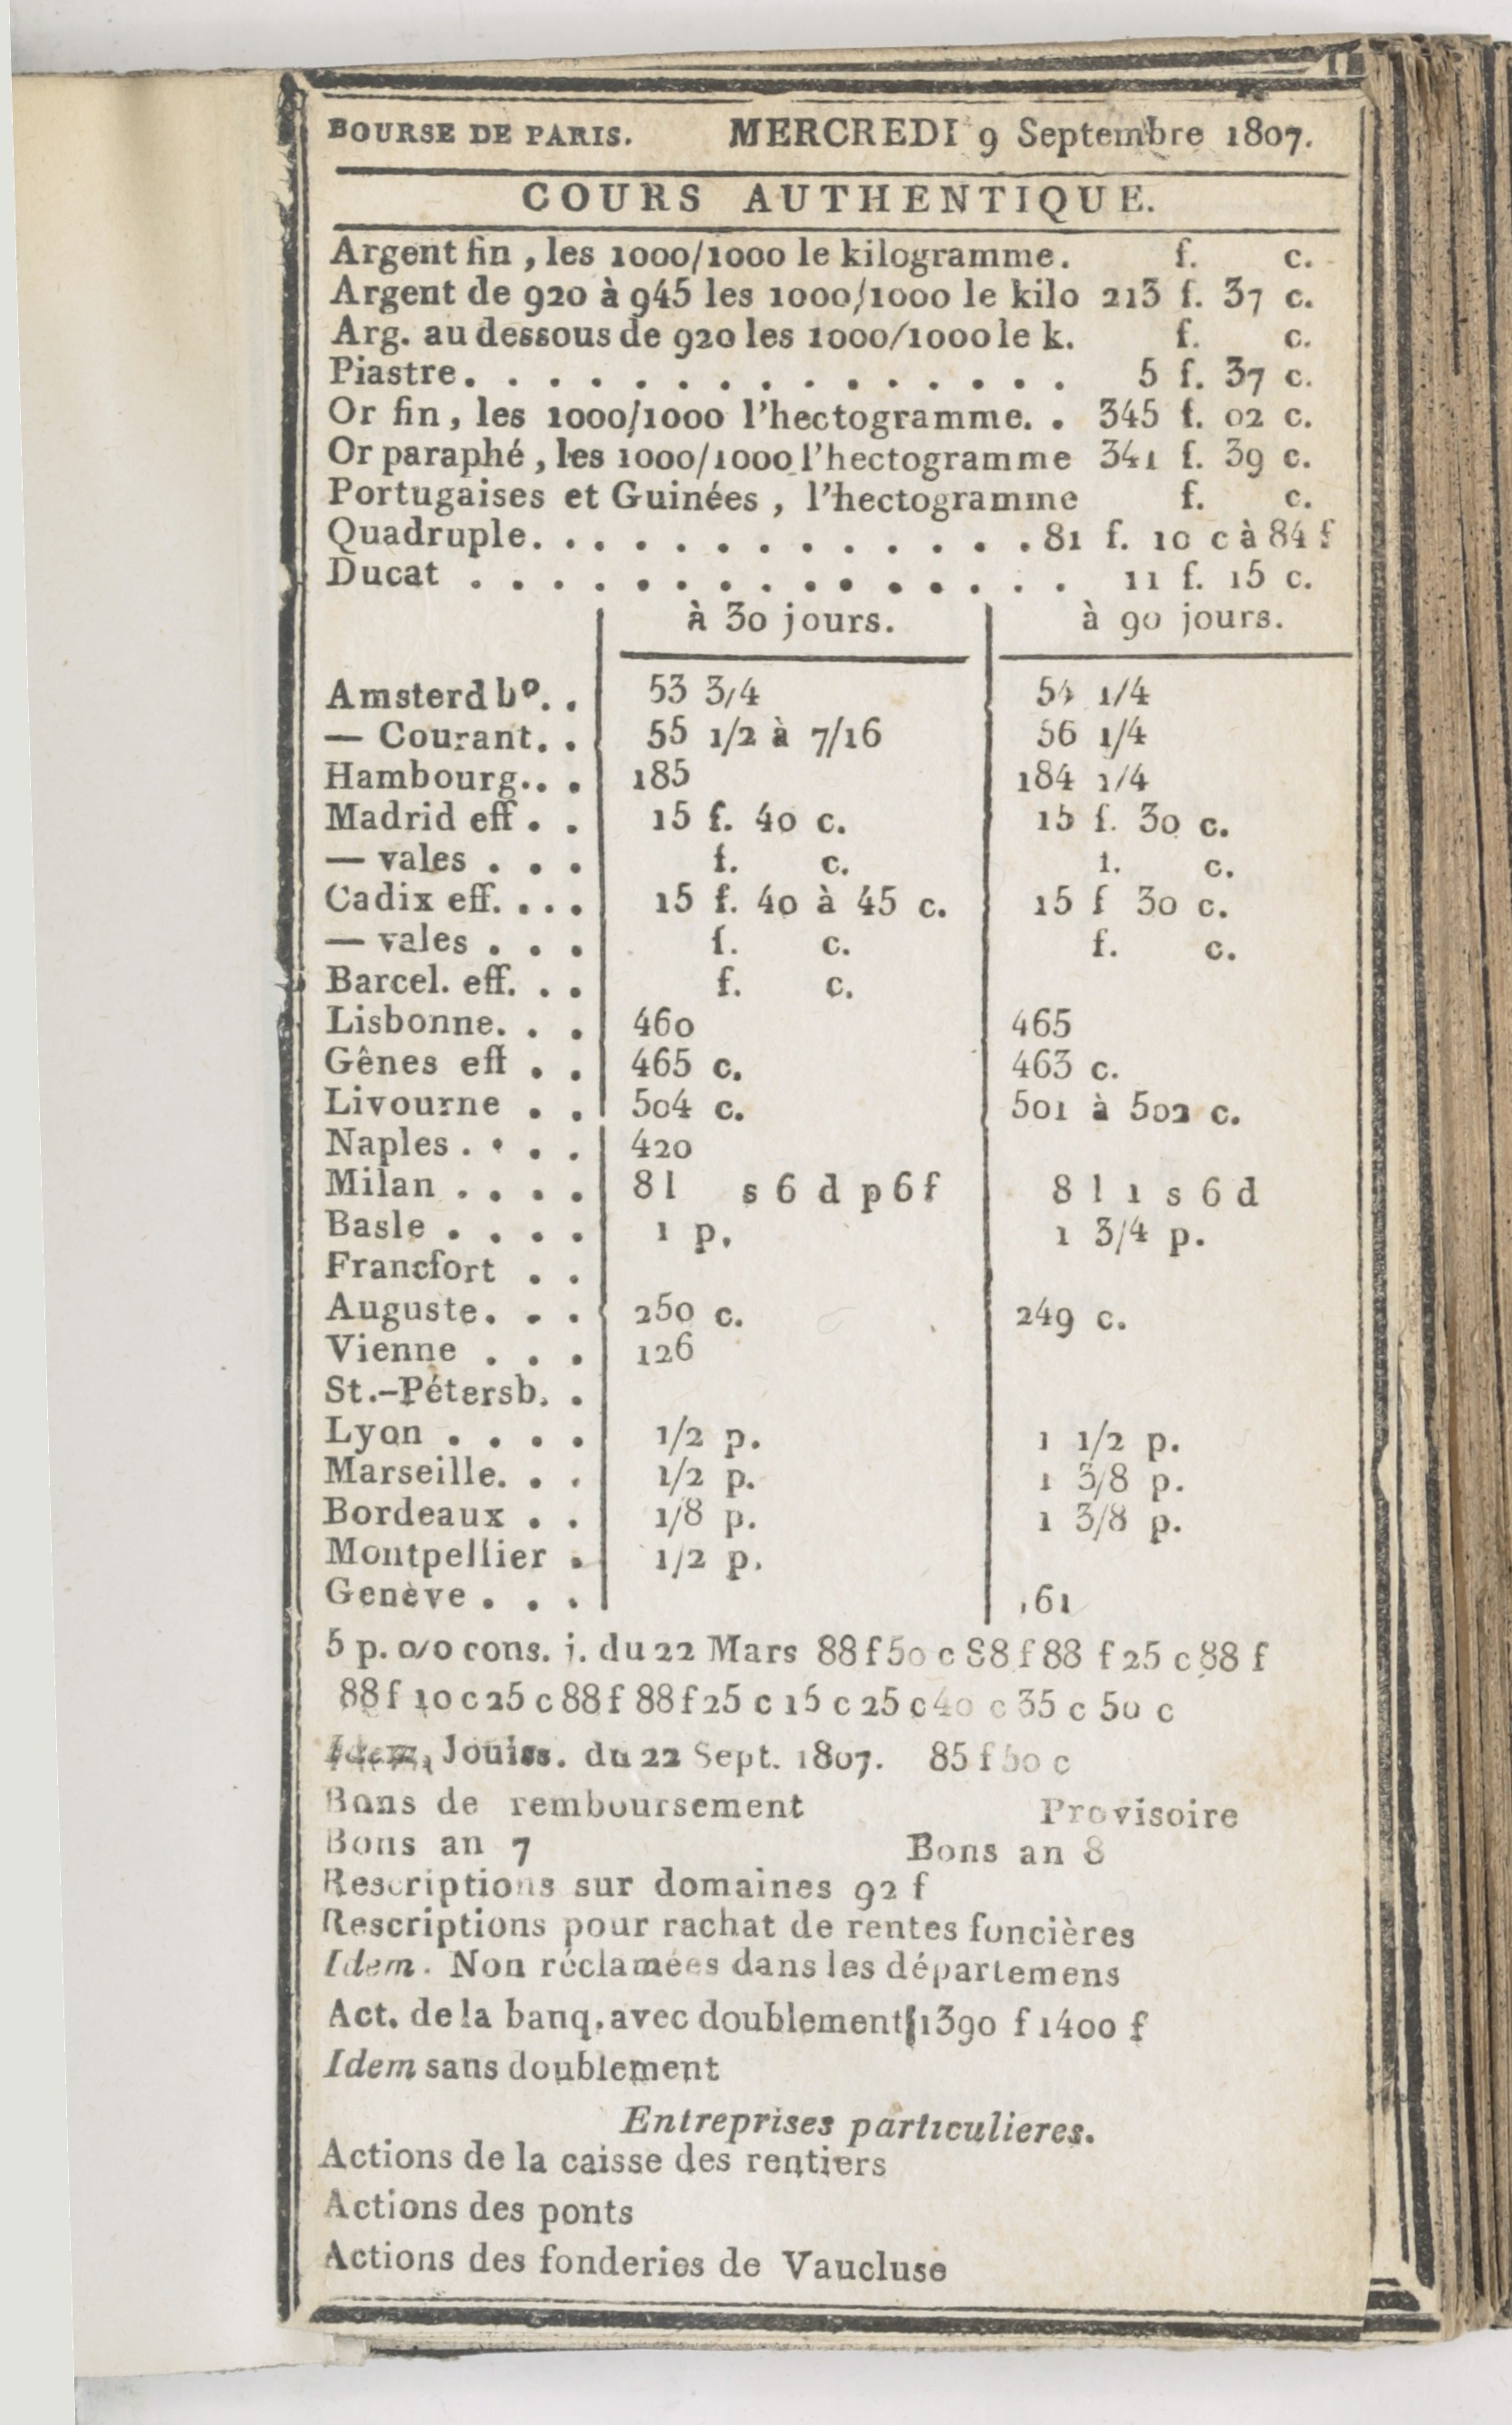 BOURSE DE PARIS. MERCREDI 9 Septembre 1807.
COURS AUTHENTIQUE.
Argent fin, les 1000/1000 le kilogramme. f. c.
Argent de 920 à 945 les 1000/1000 le kilo 213 f. 37 c.
Arg. au dessous de 920 les 1000/1000 le k. f. c.
Piastre. . . . . . . . . . . . . . . 5 f. 37 c.
Or fin, les 1000/1000 l'hectogramme. . 345 f. 02 c.
Or paraphé, les 1000/1000 l'hectogramme 341 f. 39 c.
Portugaises et Guinées, l'hectogramme f. c.
Quadruple. . . . . . . . . . . . . 81 f. 10 c à 84 f
Ducat . . . . . . . . . . . . . . . 11 f. 15 c.
à 30 jours. à 90 jours.
Amsterd bº. . 53 3/4 54 1/4
— Courant. . 55 1/2 à 7/16 56 1/4
Hambourg. . . 185 184 1/4
Madrid eff . . 15 f. 40 c. 15 f. 30 c.
— vales . . . f. c. f. c.
Cadix eff. . . . 15 f. 40 à 45 c. 15 f 30 c.
— vales . . . f. c. f. c.
Barcel. eff. . . f. c.
Lisbonne. . . 460 465
Gênes eff . . 465 c. 463 c.
Livourne . . 504 c. 501 à 502 c.
Naples . . . . 420
Milan . . . . 8 l s 6 d p 6 f 8 l 1 s 6 d
Basle . . . . 1 p. 1 3/4 p.
Francfort . .
Auguste. . . 250 c. 249 c.
Vienne . . . 126
St.-Pétersb. .
Lyon . . . . 1/2 p. 1 1/2 p.
Marseille. . . 1/2 p. 1 3/8 p.
Bordeaux . . 1/8 p. 1 3/8 p.
Montpellier . 1/2 p.
Genève . . . 161
5 p. 0/0 cons. j. du 22 Mars 88 f 50 c 88 f 88 f 25 c 88 f
88 f 10 c 25 c 88 f 88 f 25 c 15 c 25 c 40 c 35 c 50 c
Idem, Jouiss. du 22 Sept. 1807. 85 f 50 c
Bons de remboursement Provisoire
Bons an 7 Bons an 8
Rescriptions sur domaines 92 f
Rescriptions pour rachat de rentes foncières
Idem. Non réclamées dans les départemens
Act. de la banq. avec doublement 1390 f 1400 f
Idem sans doublement
Entreprises particulieres.
Actions de la caisse des rentiers
Actions des ponts
Actions des fonderies de Vaucluse